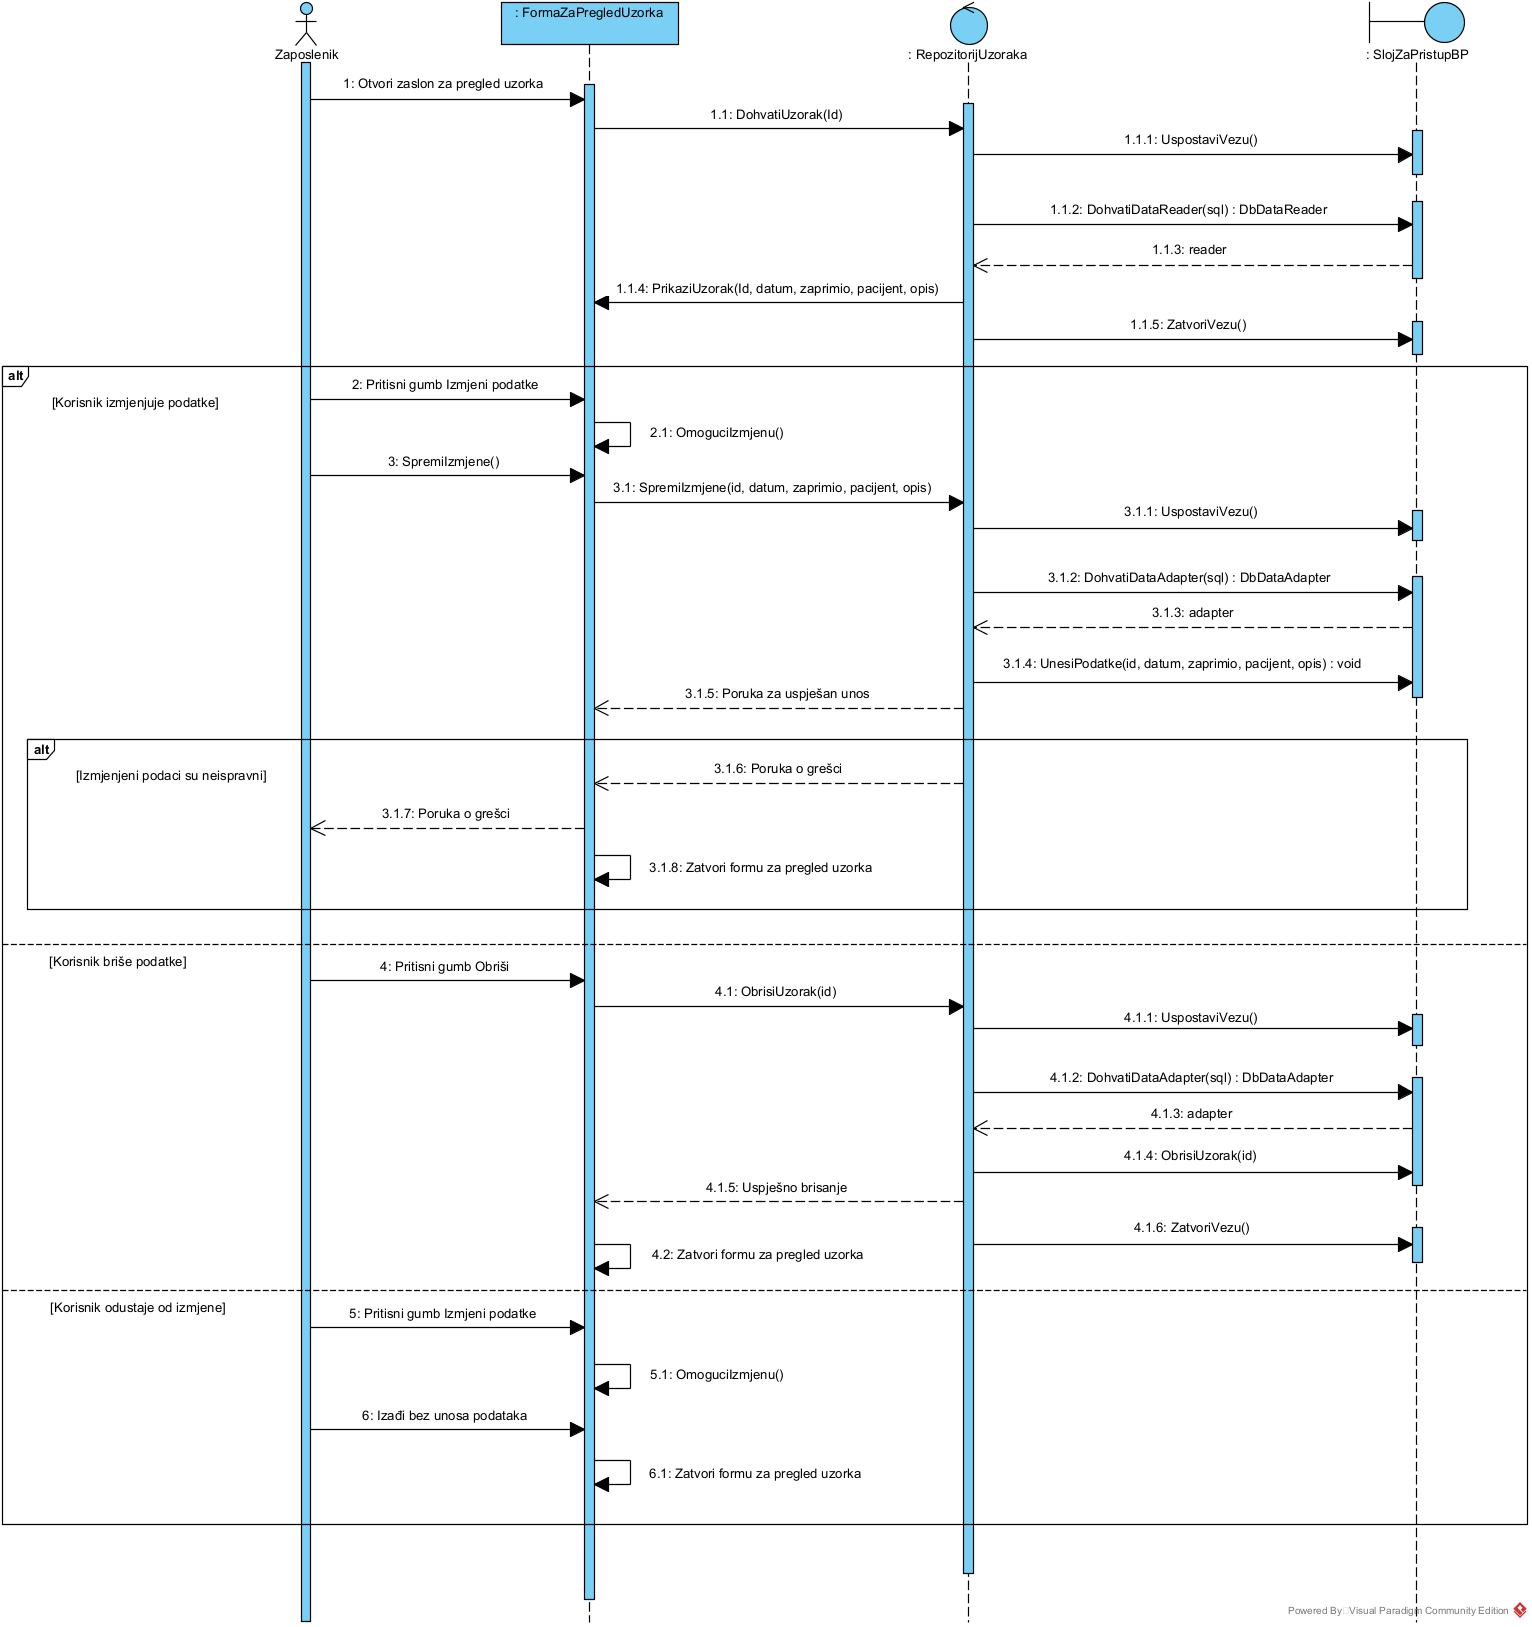 Zaposlenik
: FormaZaPregledUzorka
: RepozitorijUzoraka
: SlojZaPristupBP
1: Otvori zaslon za pregled uzorka
1.1: DohvatiUzorak(Id)
1.1.1: UspostaviVezu()
1.1.2: DohvatiDataReader(sql) : DbDataReader
1.1.3: reader
1.1.4: PrikaziUzorak(Id, datum, zaprimio, pacijent, opis)
1.1.5: ZatvoriVezu()
alt
[Korisnik izmjenjuje podatke]
2: Pritisni gumb Izmjeni podatke
2.1: OmoguciIzmjenu()
3: SpremiIzmjene()
3.1: SpremiIzmjene(id, datum, zaprimio, pacijent, opis)
3.1.1: UspostaviVezu()
3.1.2: DohvatiDataAdapter(sql) : DbDataAdapter
3.1.3: adapter
3.1.4: UnesiPodatke(id, datum, zaprimio, pacijent, opis) : void
3.1.5: Poruka za uspješan unos
alt
[Izmjenjeni podaci su neispravni]
3.1.6: Poruka o grešci
3.1.7: Poruka o grešci
3.1.8: Zatvori formu za pregled uzorka
[Korisnik briše podatke]
4: Pritisni gumb Obriši
4.1: ObrisiUzorak(id)
4.1.1: UspostaviVezu()
4.1.2: DohvatiDataAdapter(sql) : DbDataAdapter
4.1.3: adapter
4.1.4: ObrisiUzorak(id)
4.1.5: Uspješno brisanje
4.1.6: ZatvoriVezu()
4.2: Zatvori formu za pregled uzorka
[Korisnik odustaje od izmjene]
5: Pritisni gumb Izmjeni podatke
5.1: OmoguciIzmjenu()
6: Izađi bez unosa podataka
6.1: Zatvori formu za pregled uzorka
Powered By Visual Paradigm Community Edition